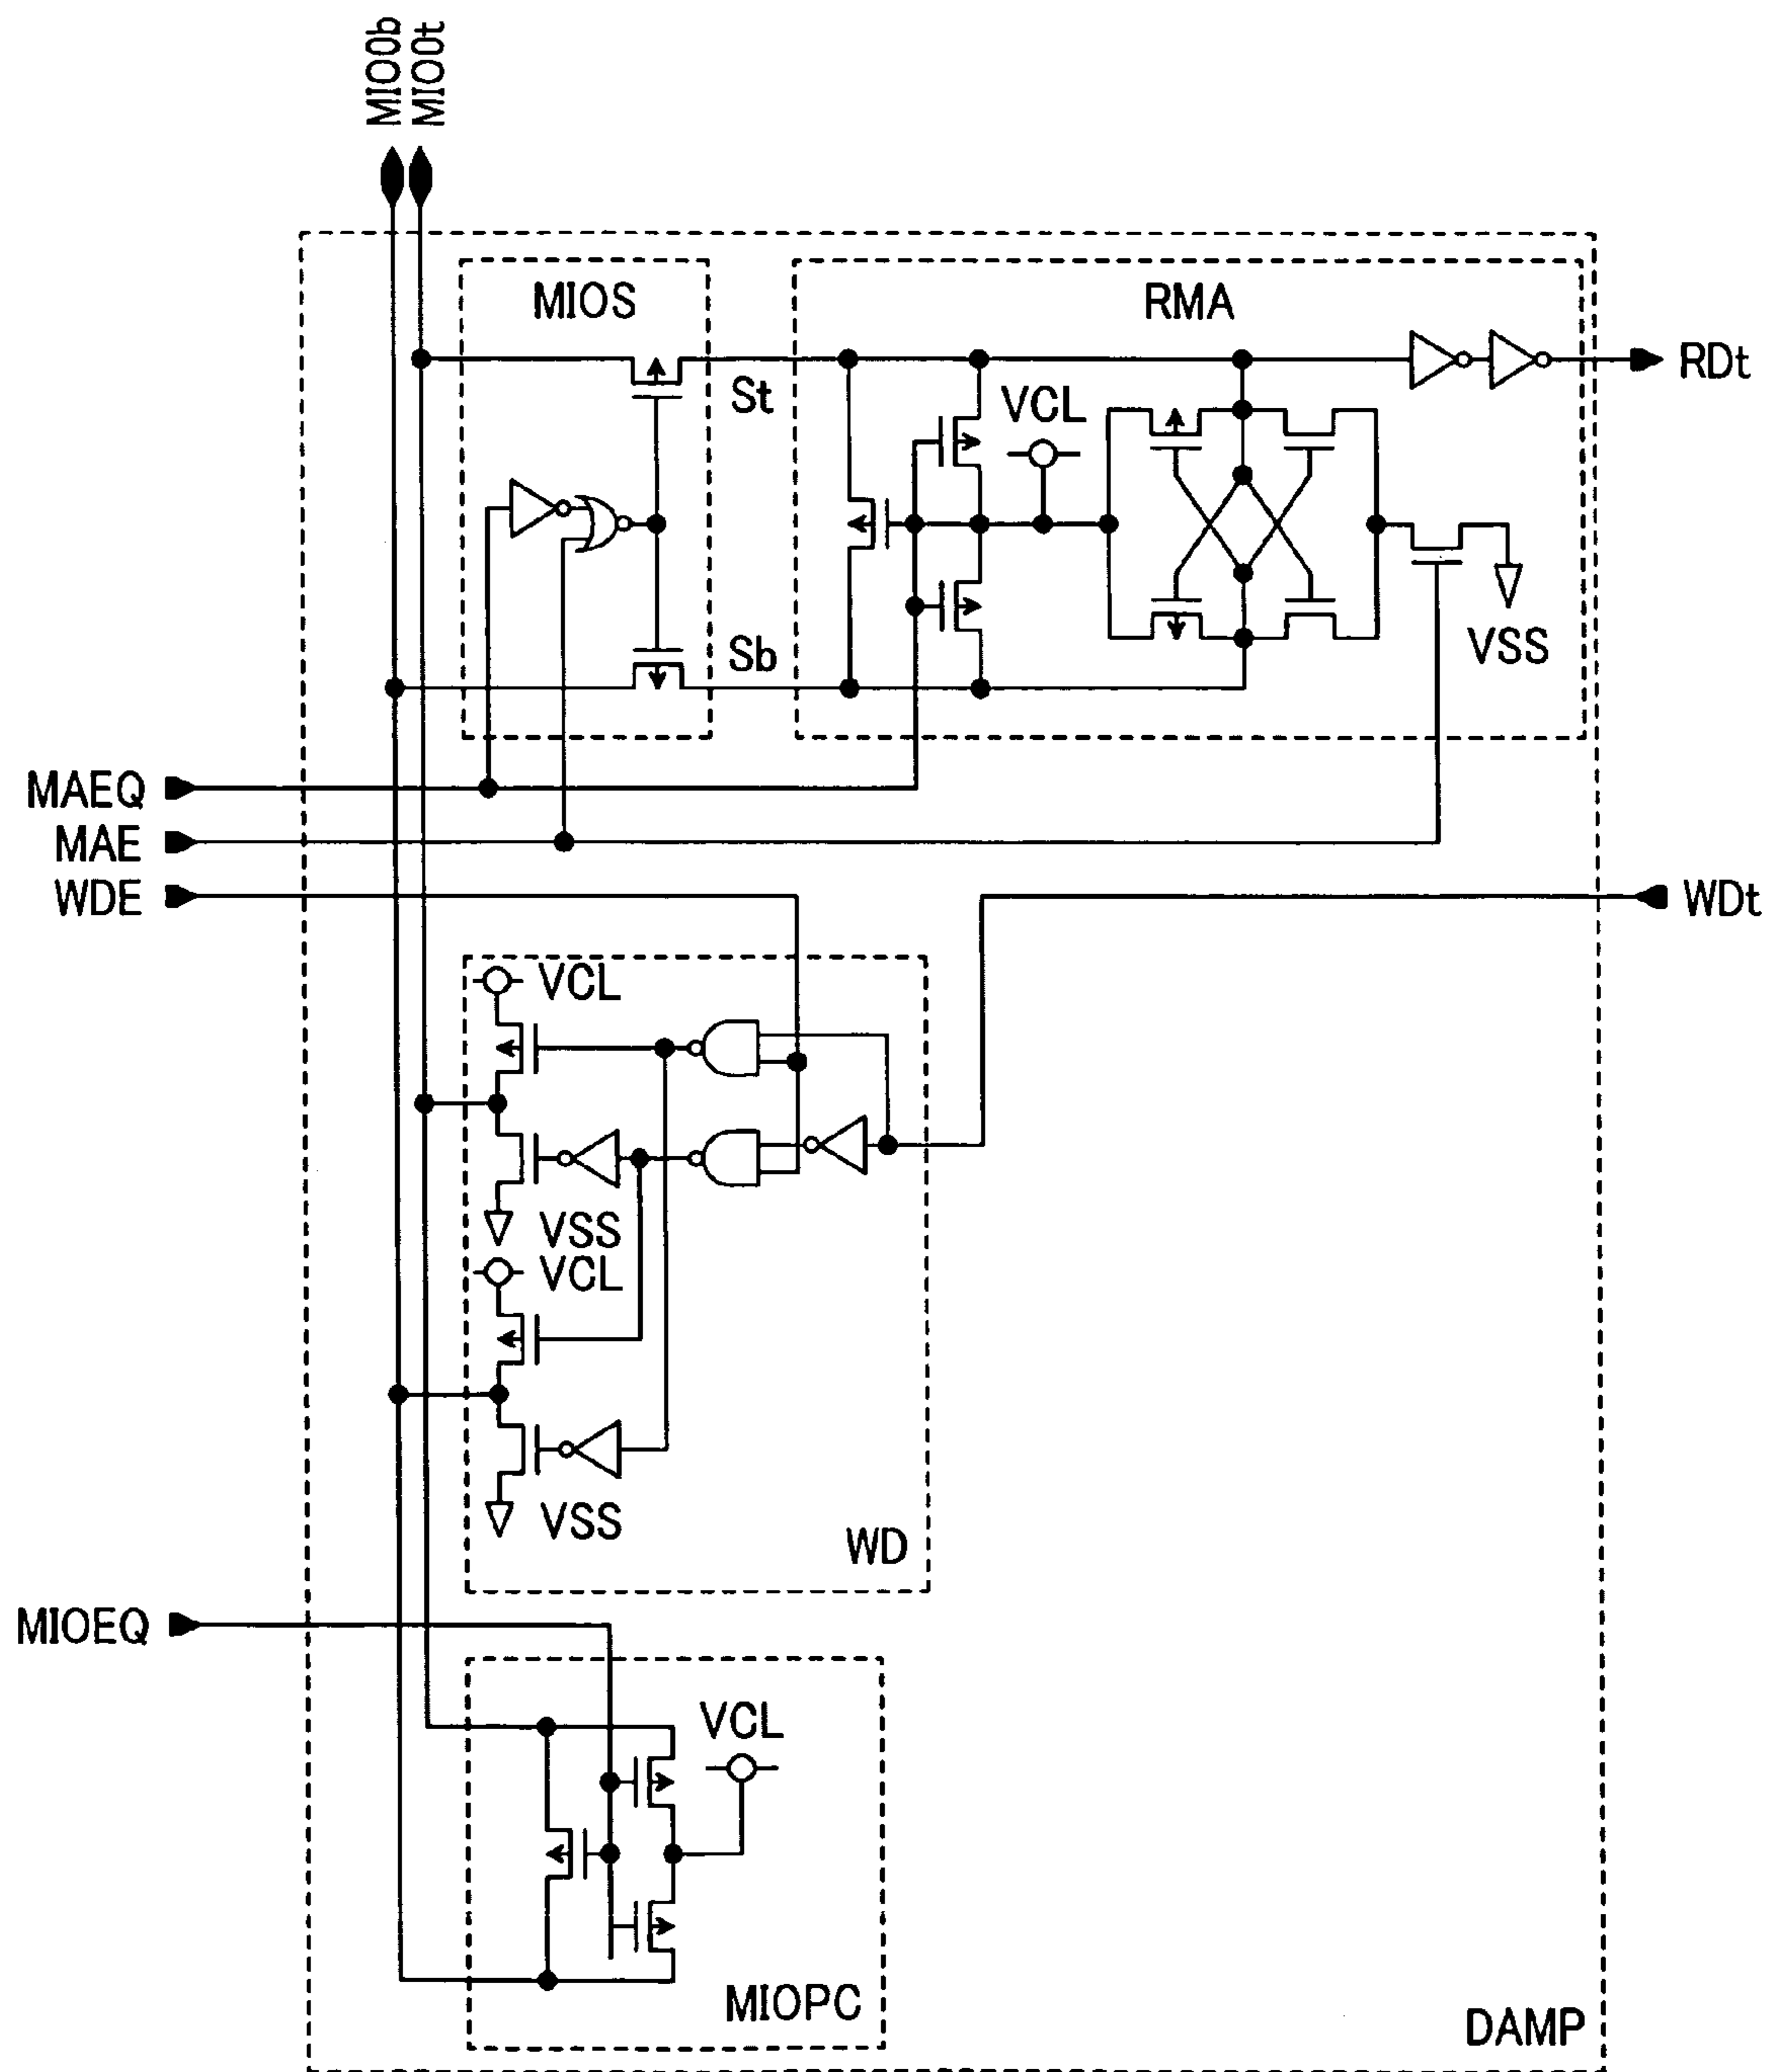 MIO0b
MIO0t
MIOS
RMA
St
VCL
RDt
Sb
VSS
MAEQ
MAE
WDE
WDt
VCL
VSS
VCL
VSS
WD
MIOEQ
VCL
MIOPC
DAMP